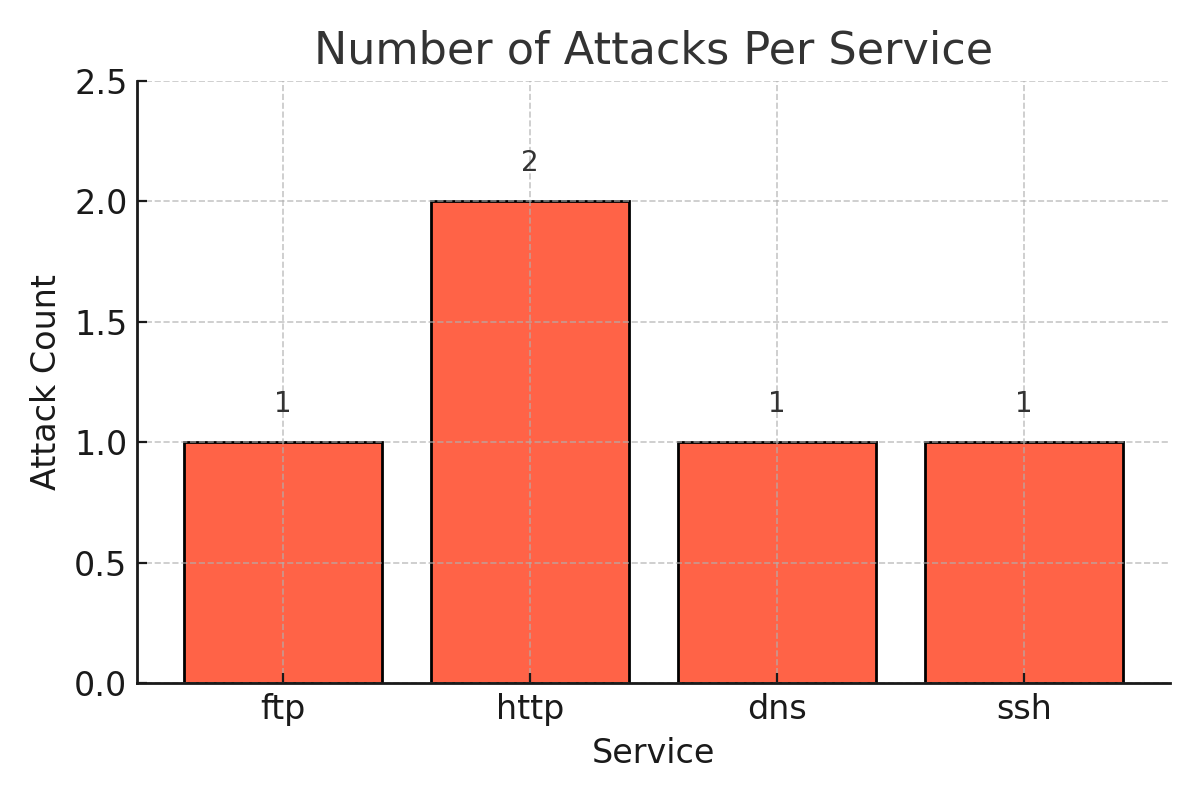 Number of Attacks Per Service
2.5
2.0
1.5
1.0
0.5
0.0
Attack Count
1
2
1
1
ftp
http
dns
ssh
Service